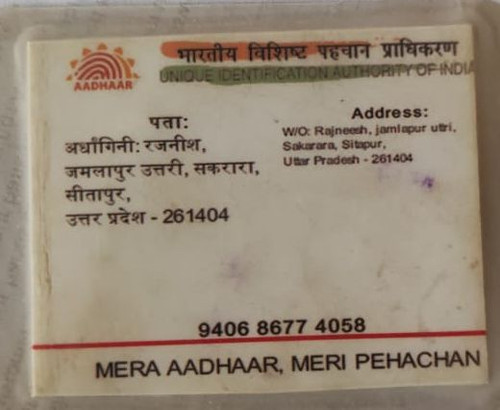 भारतीय विशिष्ट पहचान प्राधिकरण
AADHAAR
UNIQUE IDENTIFICATION AUTHORITY OF INDIA
पता:
अर्धांगिनी: रजनीश,
जमलापुर उत्तरी, सकरारा,
सीतापुर,
उत्तर प्रदेश - 261404
Address:
W/O: Rajneesh, jamlapur uttri,
Sakarara, Sitapur,
Uttar Pradesh - 261404
9406 8677 4058
MERA AADHAAR, MERI PEHACHAN